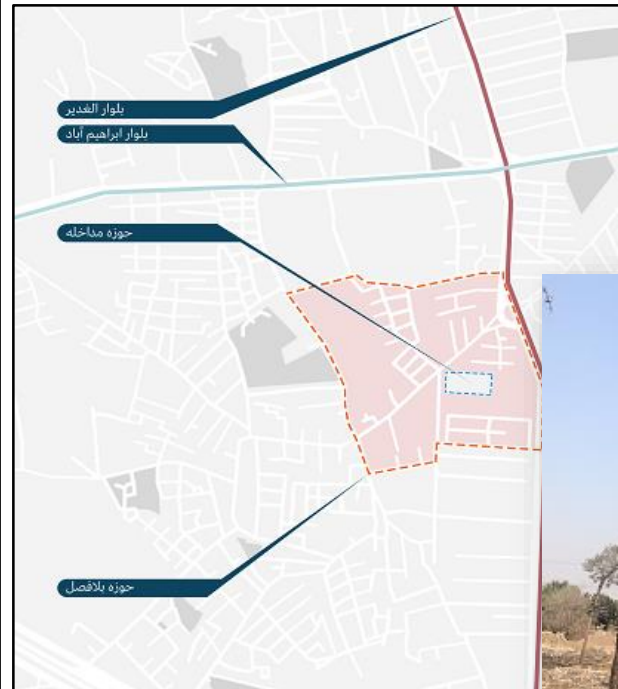 بلوار الغدیر
بلوار ابراهیم آباد
حوزه مداخله
حوزه بلافصل